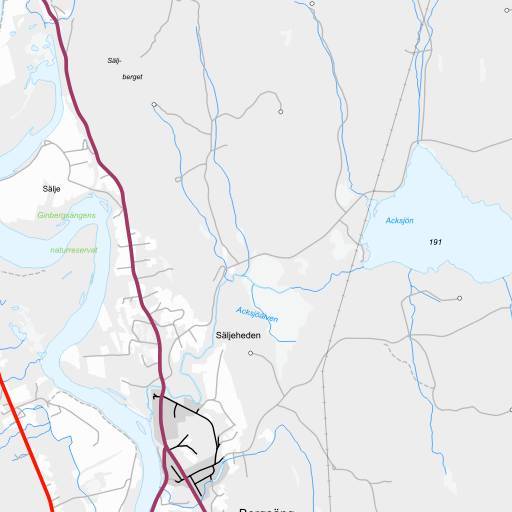 Sälj-
berget
Sälje
Ginbergsängens
naturreservat
Acksjön
191
Acksjöälven
Säljeheden